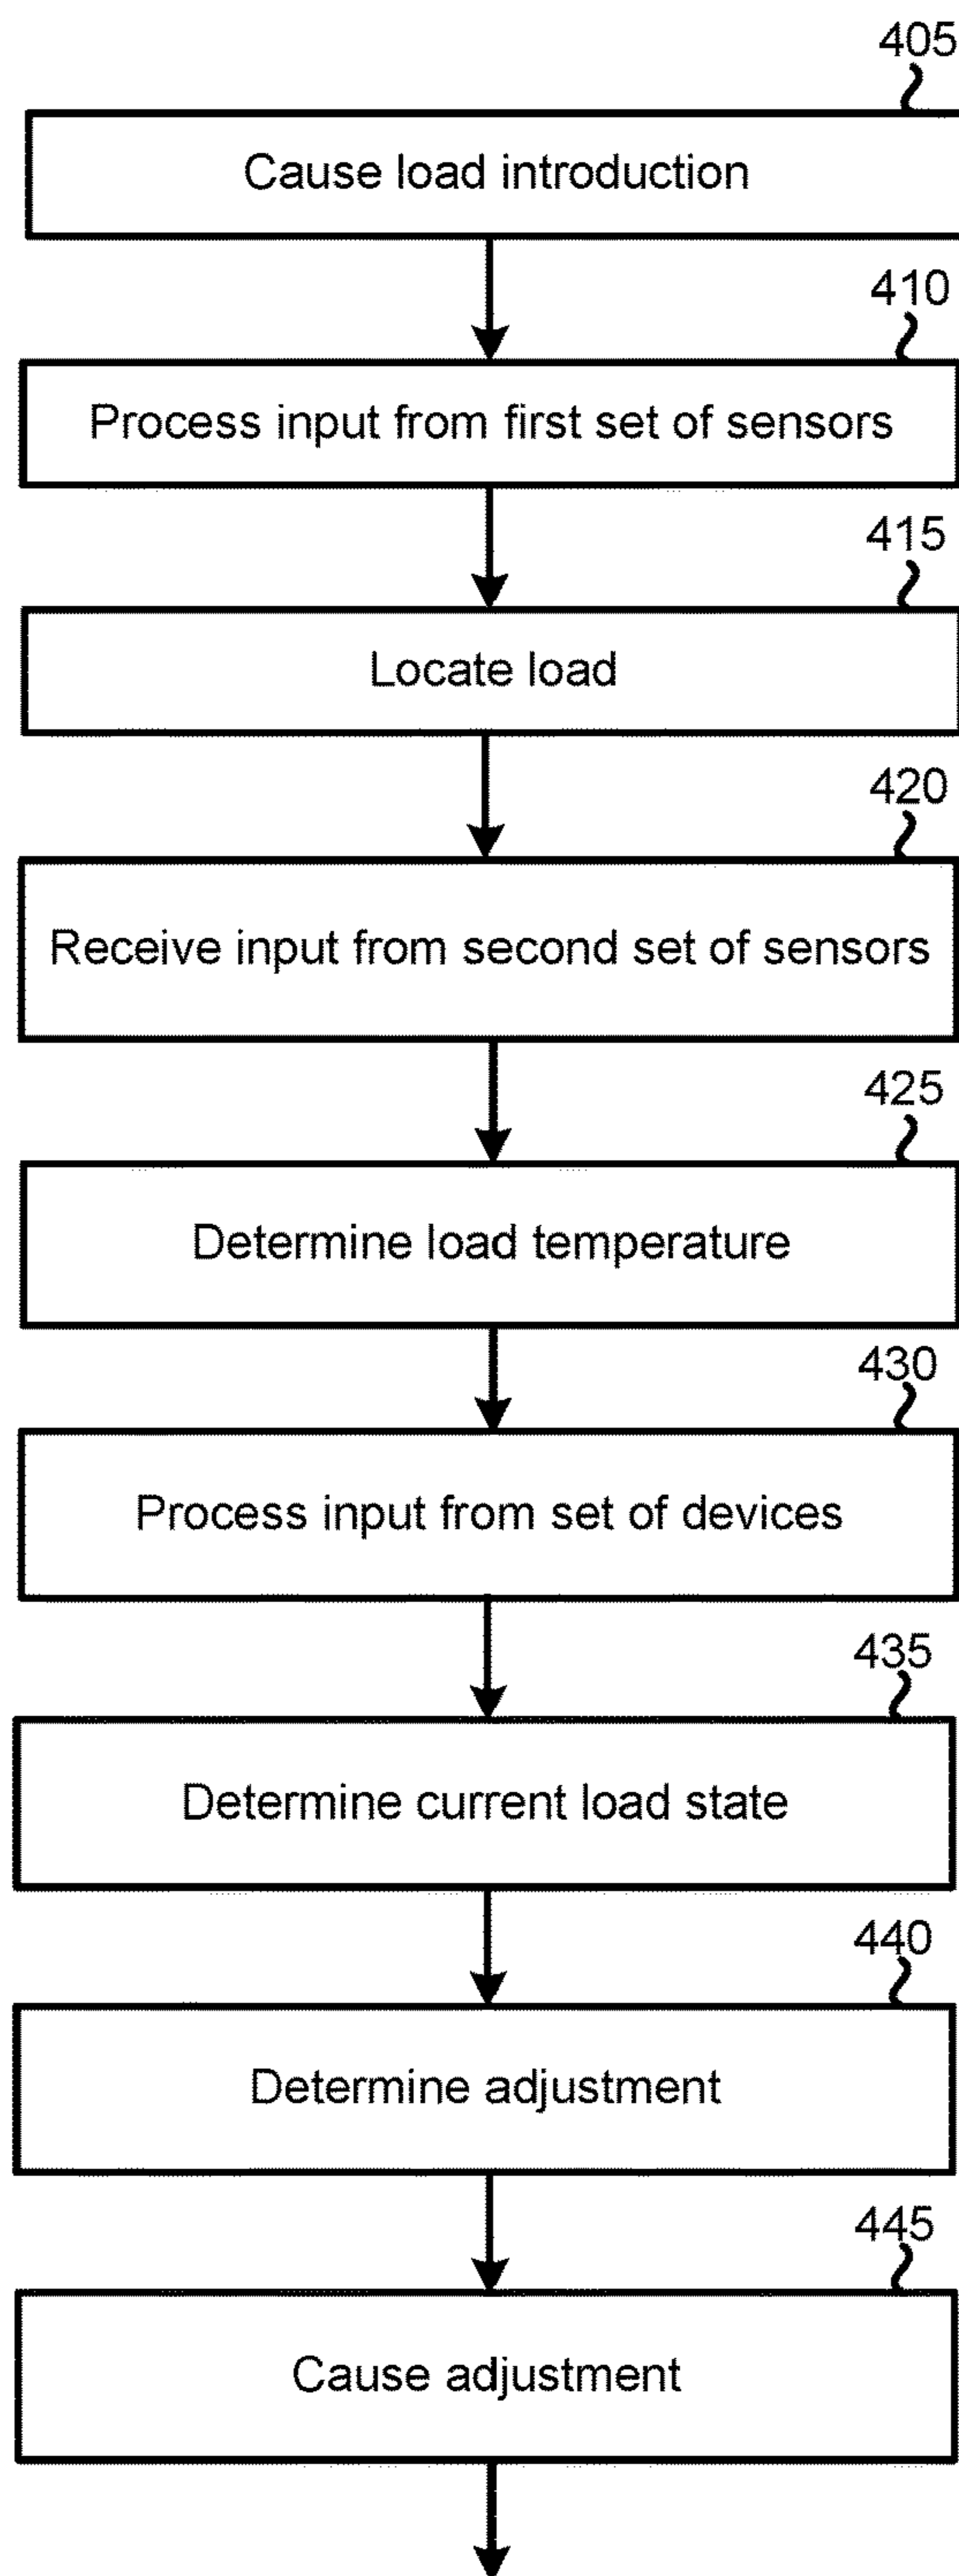 405
Cause load introduction
410
Process input from first set of sensors
415
Locate load
420
Receive input from second set of sensors
425
Determine load temperature
430
Process input from set of devices
435
Determine current load state
440
Determine adjustment
445
Cause adjustment